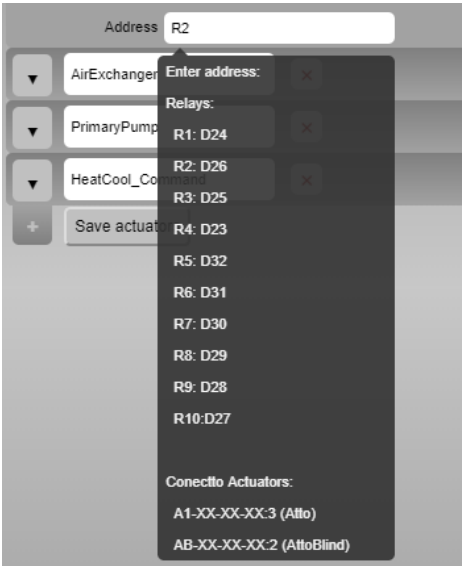 Address R2
AirExchanger
Enter address:
Relays:
R1: D24
PrimaryPump
R2: D26
HeatCool_Command
R3: D25
Save actuator
R4: D23
R5: D32
R6: D31
R7: D30
R8: D29
R9: D28
R10:D27
Conectto Actuators:
A1-XX-XX-XX:3 (Atto)
AB-XX-XX-XX:2 (AttoBlind)